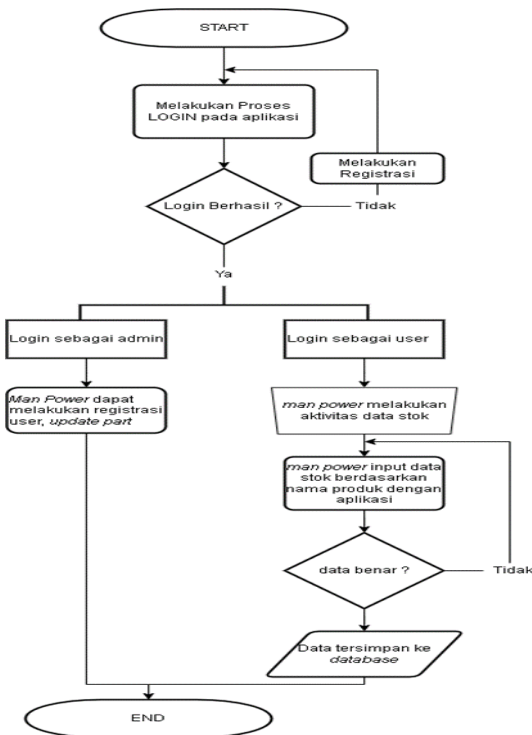 START
Melakukan Proses
LOGIN pada aplikasi
Melakukan
Registrasi
Login Berhasil ?
Tidak
Ya
Login sebagai admin
Login sebagai user
Man Power dapat
melakukan registrasi
user, update part
man power melakukan
aktivitas data stok
man power input data
stok berdasarkan
nama produk dengan
aplikasi
data benar ?
Tidak
Data tersimpan ke
database
END